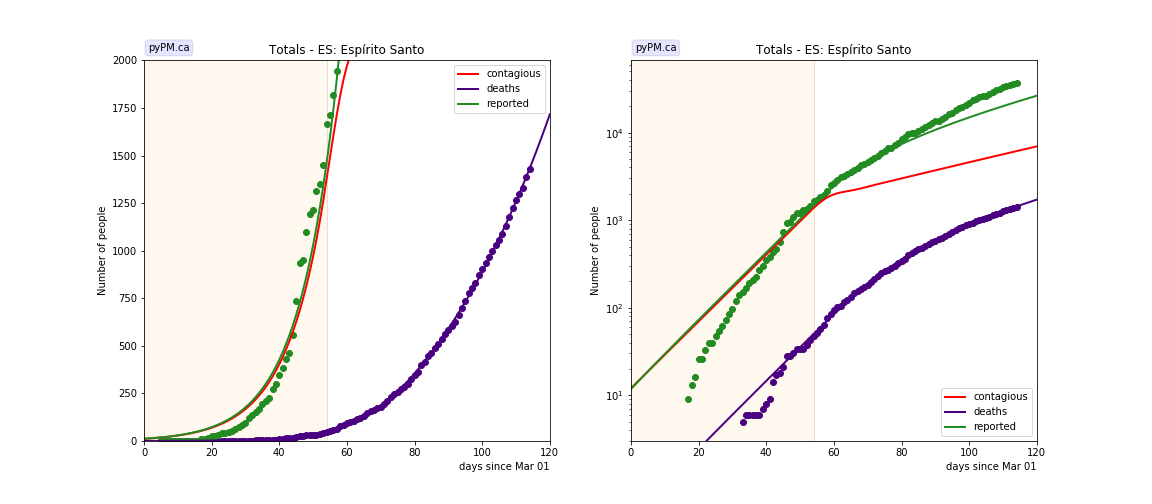 pyPM.ca
Totals - ES: Espírito Santo
2000
1750
1500
1250
1000
750
500
250
0
Number of people
contagious
deaths
reported
0 20 40 60 80 100 120
days since Mar 01
pyPM.ca
Totals - ES: Espírito Santo
10⁴
10³
10²
10¹
Number of people
contagious
deaths
reported
0 20 40 60 80 100 120
days since Mar 01